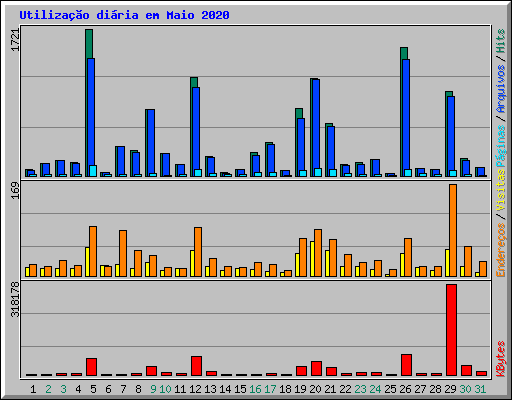 Utilização diária em Maio 2020
1721
169
318178
Endereços / Visitas Páginas / Arquivos / Hits
KBytes
1 2 3 4 5 6 7 8 9 10 11 12 13 14 15 16 17 18 19 20 21 22 23 24 25 26 27 28 29 30 31